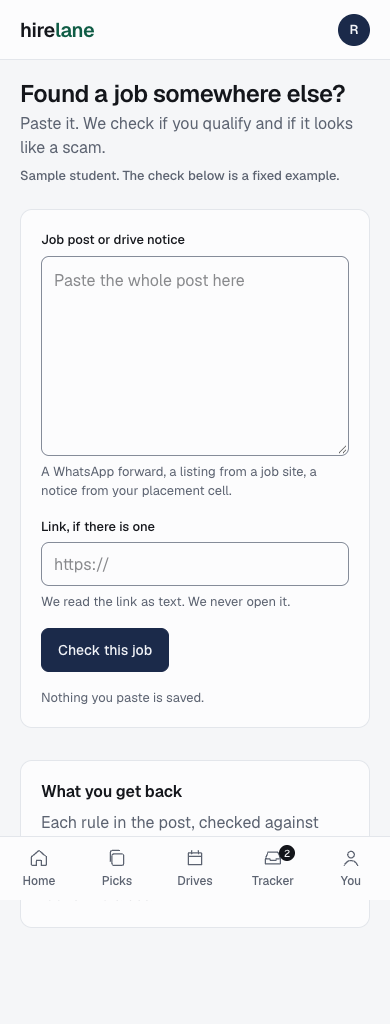 hirelane
R
Found a job somewhere else?
Paste it. We check if you qualify and if it looks
like a scam.
Sample student. The check below is a fixed example.
Job post or drive notice
Paste the whole post here
A WhatsApp forward, a listing from a job site, a
notice from your placement cell.
Link, if there is one
https://
We read the link as text. We never open it.
Check this job
Nothing you paste is saved.
What you get back
Each rule in the post, checked against
2
Home Picks Drives Tracker You